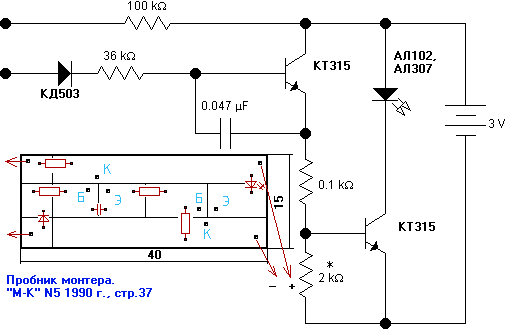 100 kΩ
36 kΩ
КТ315
АЛ102,
АЛ307
КД503
0.047 µF
3 V
К
Б
Э
Б
Э
К
15
0.1 kΩ
КТ315
40
*
2 kΩ
− +
Пробник монтера.
"М-К" N5 1990 г., стр.37